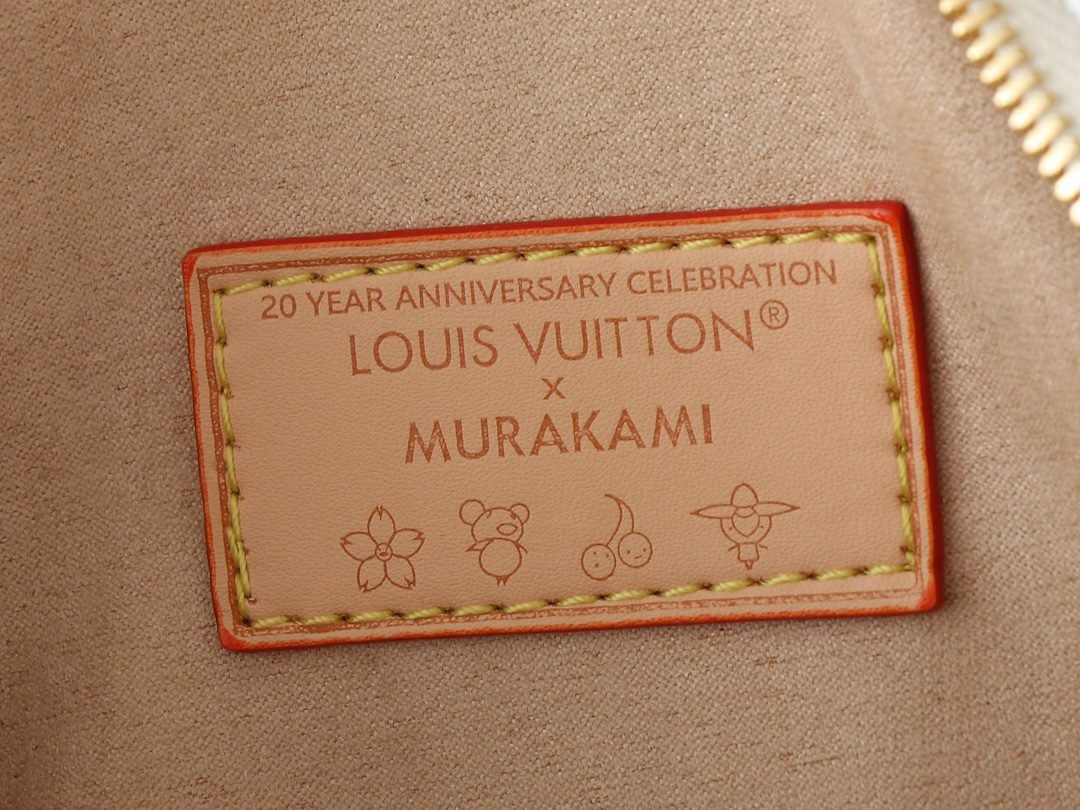 20 YEAR ANNIVERSARY CELEBRATION
LOUIS VUITTON®
x
MURAKAMI